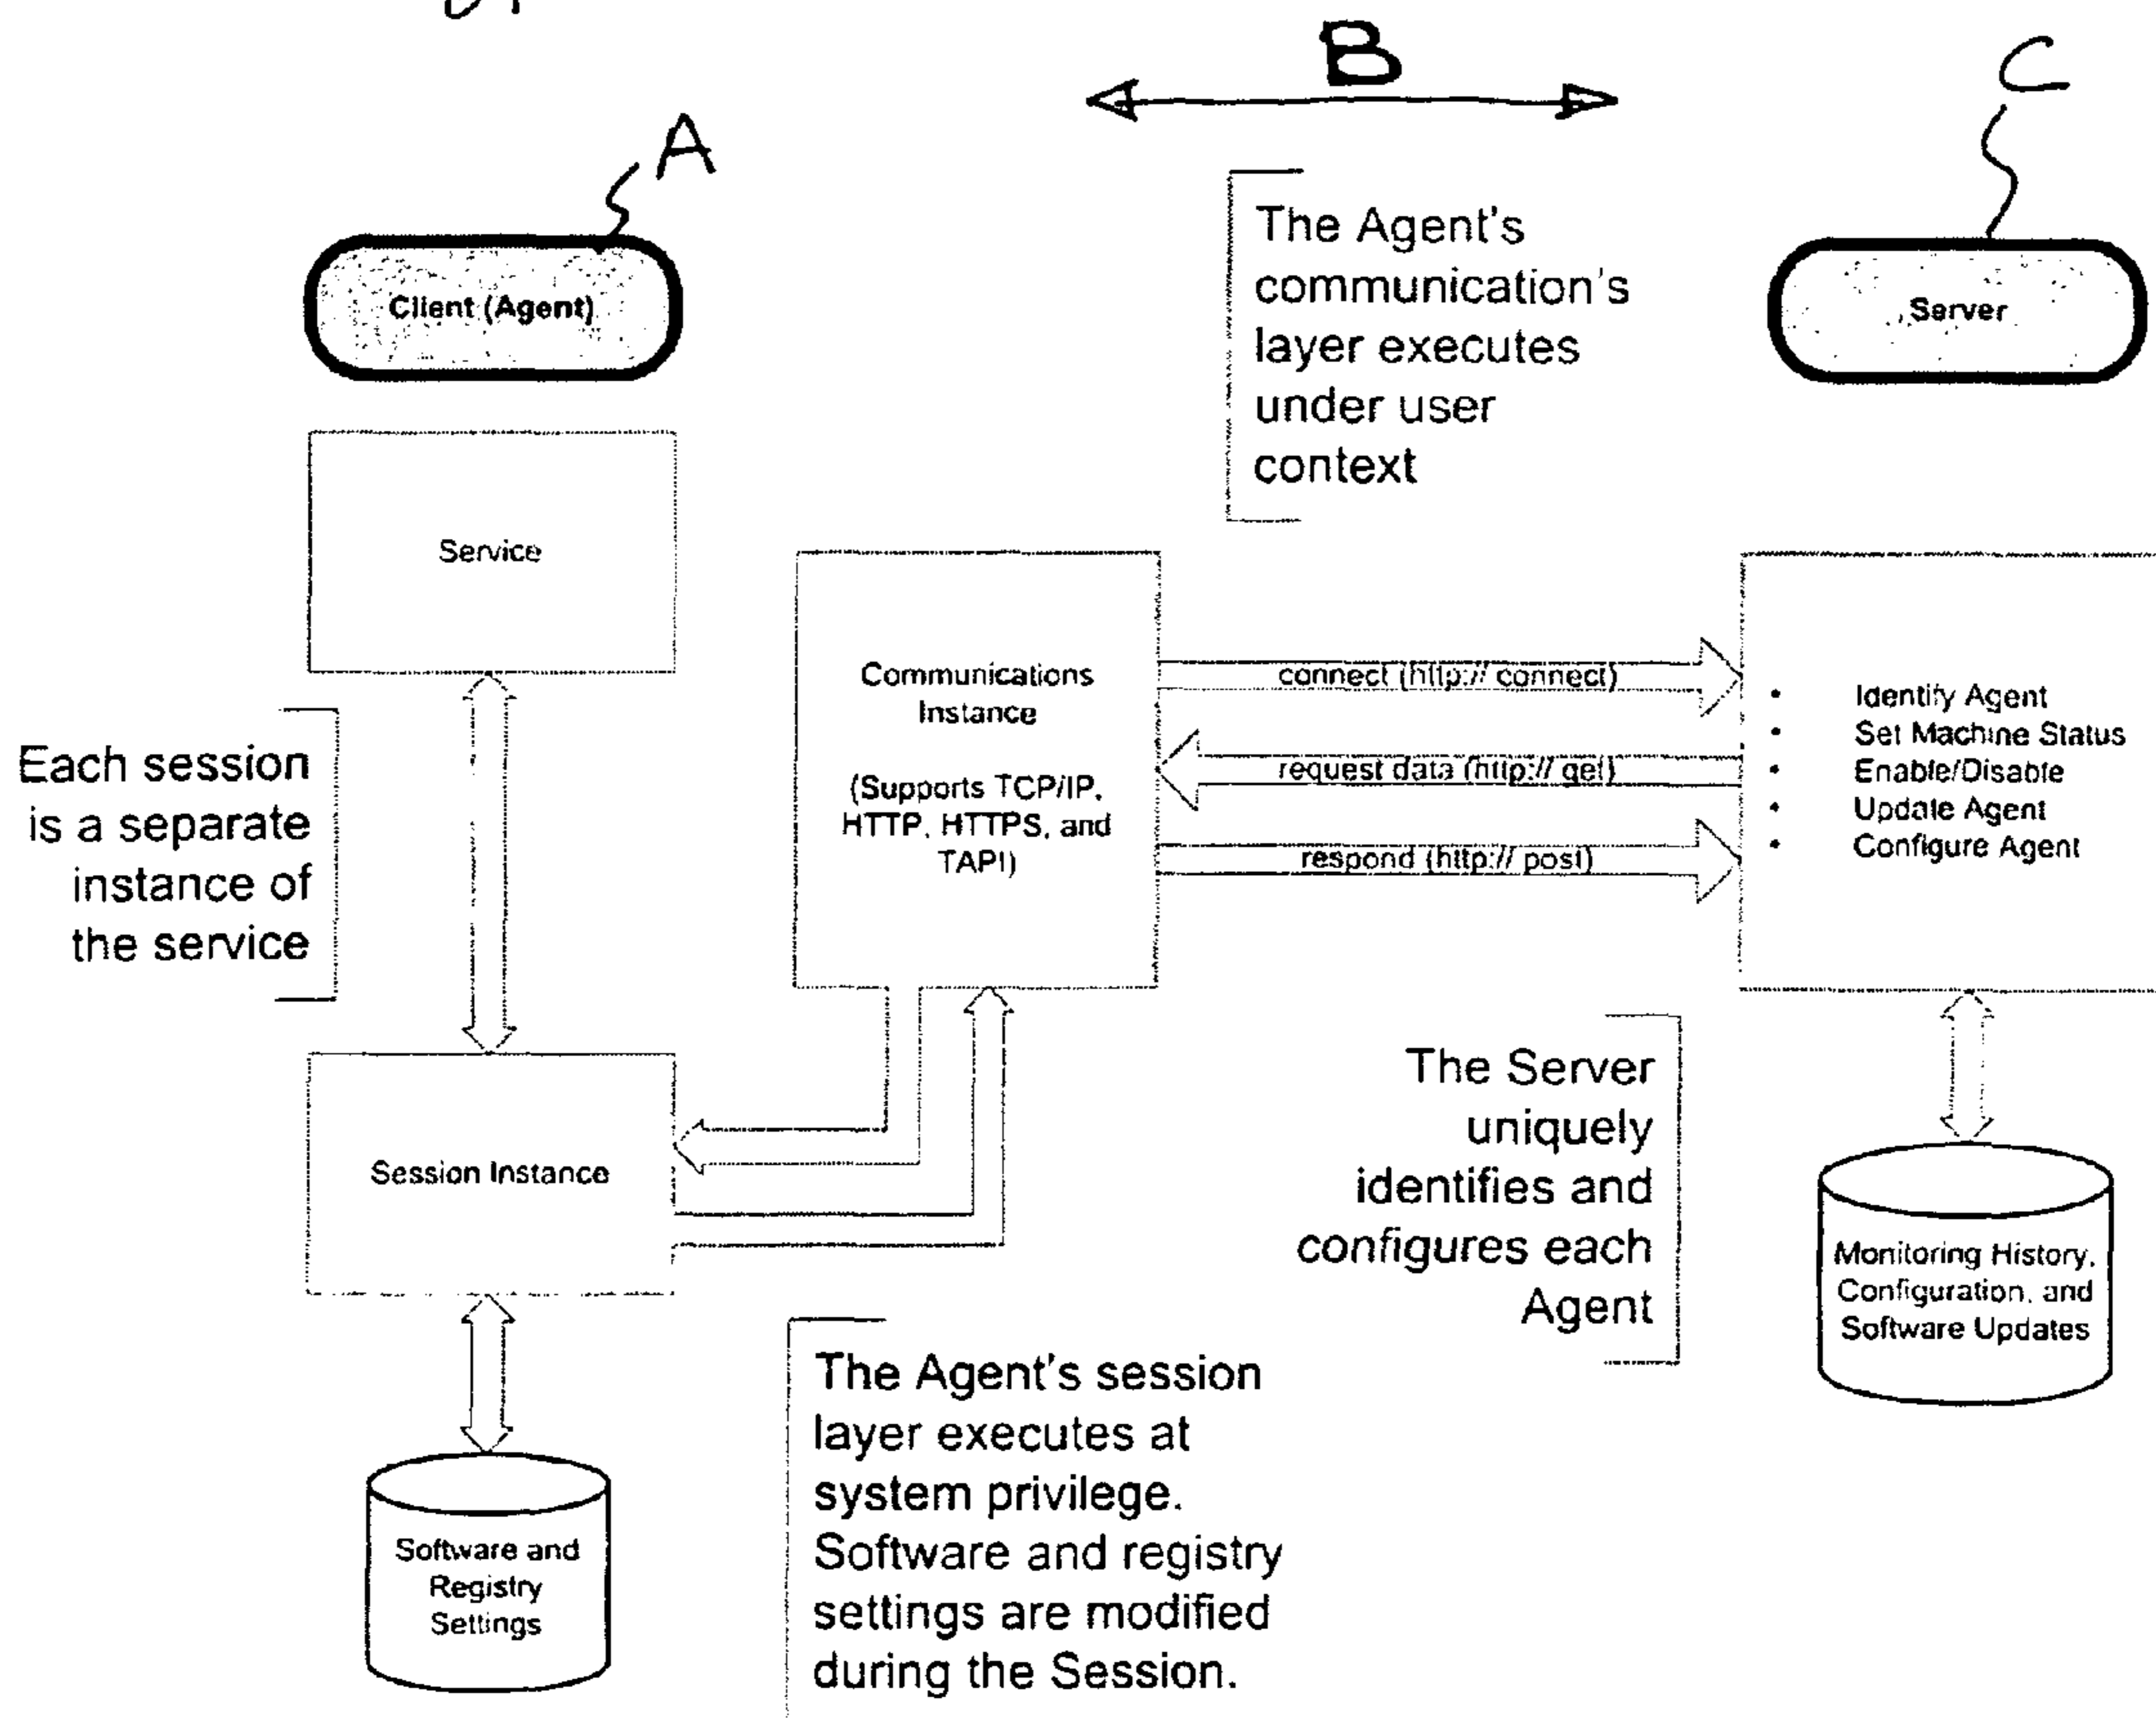 B
C
A
Client (Agent)
The Agent's
communication's
layer executes
under user
context
Server
Service
Each session
is a separate
instance of
the service
Communications
Instance
(Supports TCP/IP,
HTTP, HTTPS, and
TAPI)
connect (http:// connect)
request data (http:// get)
respond (http:// post)
• Identify Agent
• Set Machine Status
• Enable/Disable
• Update Agent
• Configure Agent
Session Instance
The Server
uniquely
identifies and
configures each
Agent
Monitoring History,
Configuration, and
Software Updates
Software and
Registry
Settings
The Agent's session
layer executes at
system privilege.
Software and registry
settings are modified
during the Session.